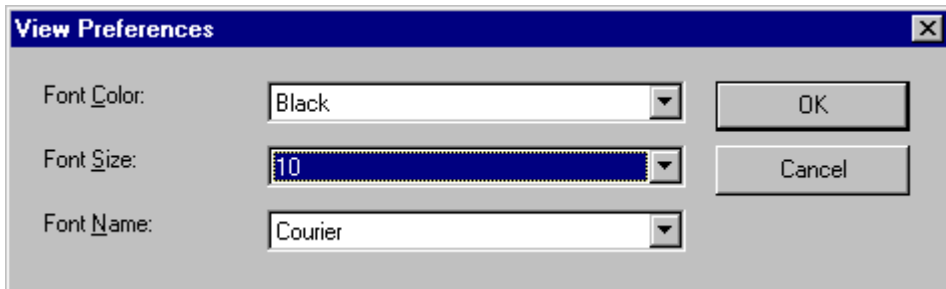 View Preferences
Font Color: Black OK
Font Size: 10 Cancel
Font Name: Courier